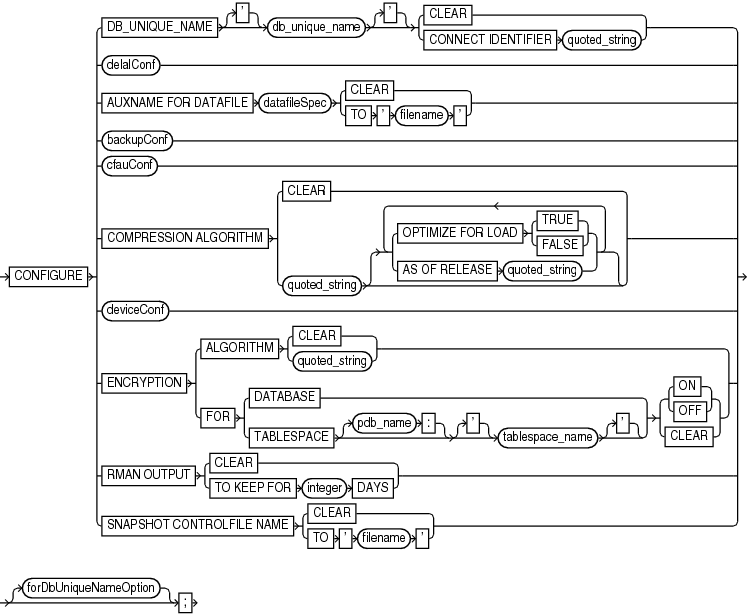 DB_UNIQUE_NAME ' db_unique_name ' CLEAR
CONNECT IDENTIFIER quoted_string
delalConf
AUXNAME FOR DATAFILE datafileSpec CLEAR
TO ' filename '
backupConf
cfauConf
CLEAR
COMPRESSION ALGORITHM OPTIMIZE FOR LOAD TRUE
FALSE
AS OF RELEASE quoted_string
quoted_string
CONFIGURE
deviceConf
ENCRYPTION ALGORITHM CLEAR
quoted_string
FOR DATABASE
TABLESPACE pdb_name : ' tablespace_name '
ON
OFF
CLEAR
RMAN OUTPUT CLEAR
TO KEEP FOR integer DAYS
SNAPSHOT CONTROLFILE NAME CLEAR
TO ' filename '
forDbUniqueNameOption
;